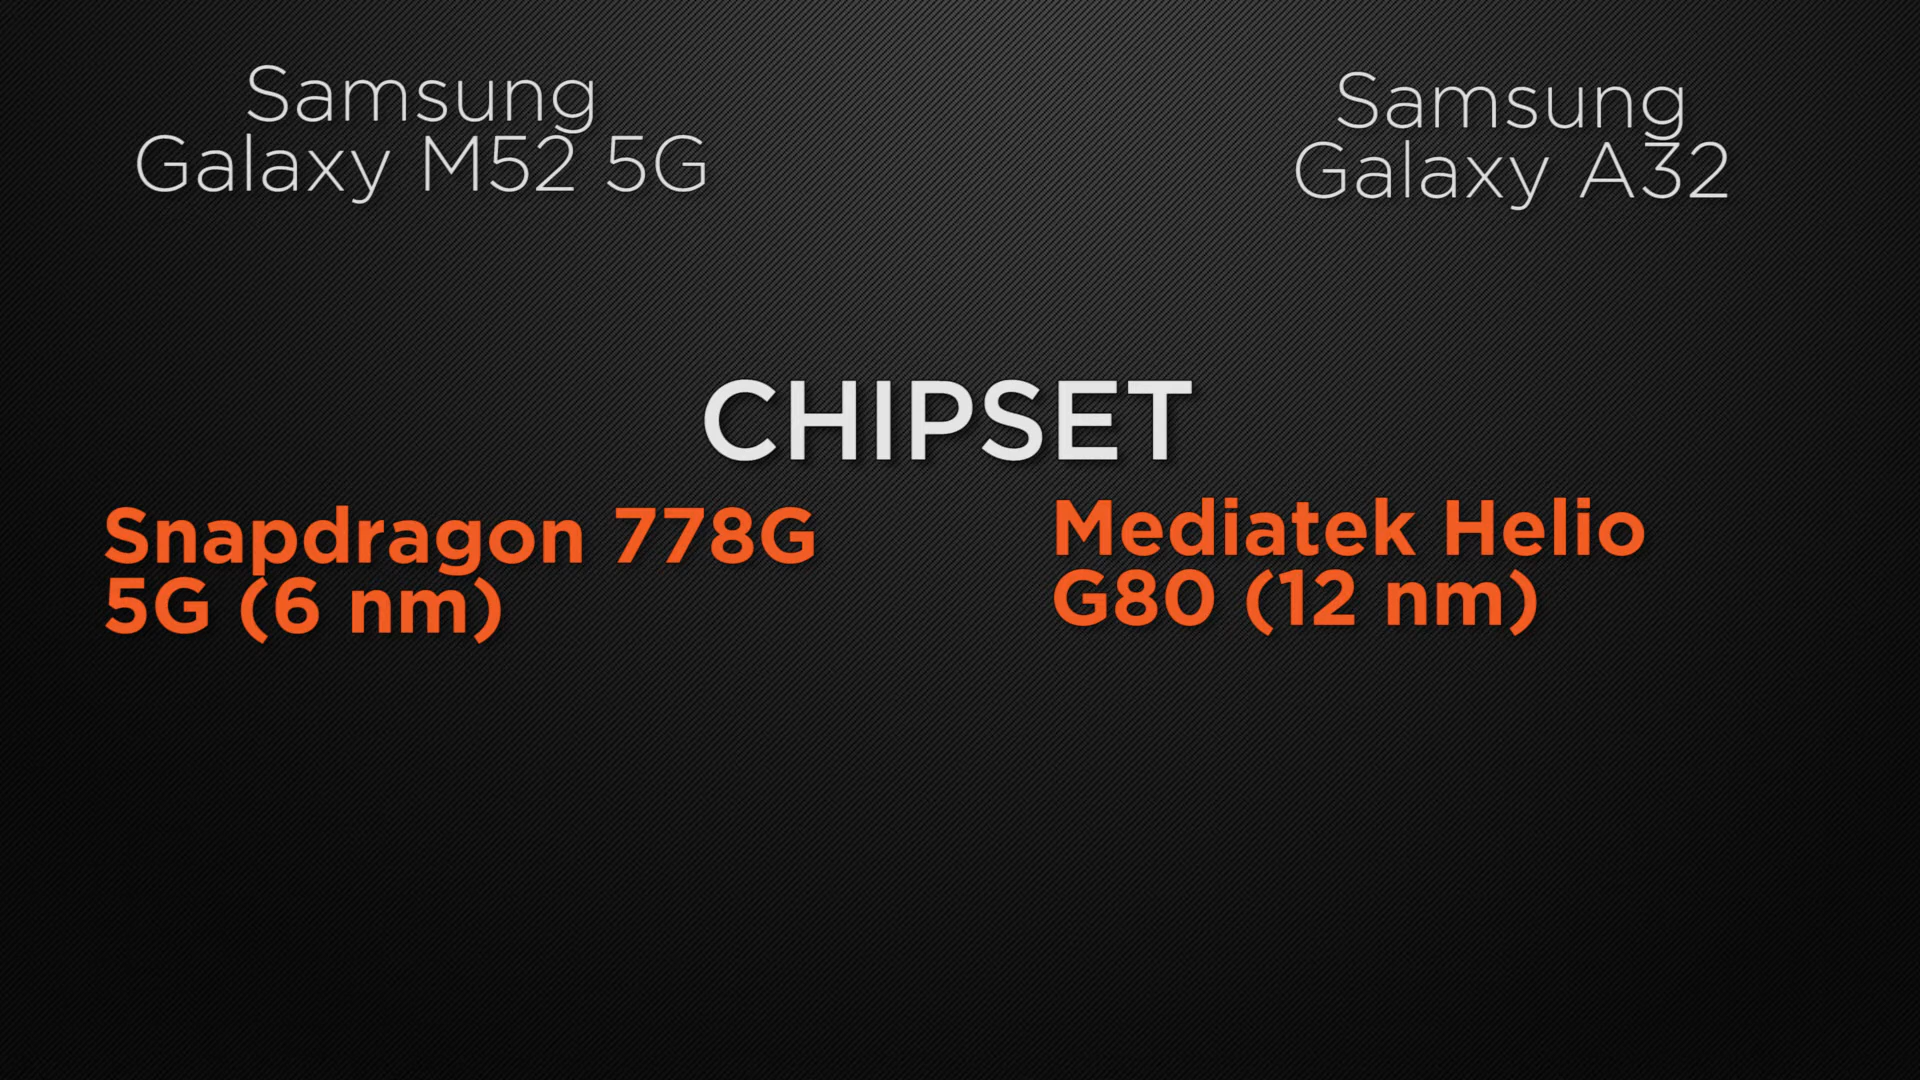 Samsung
Galaxy M52 5G
Samsung
Galaxy A32
CHIPSET
Snapdragon 778G
5G (6 nm)
Mediatek Helio
G80 (12 nm)